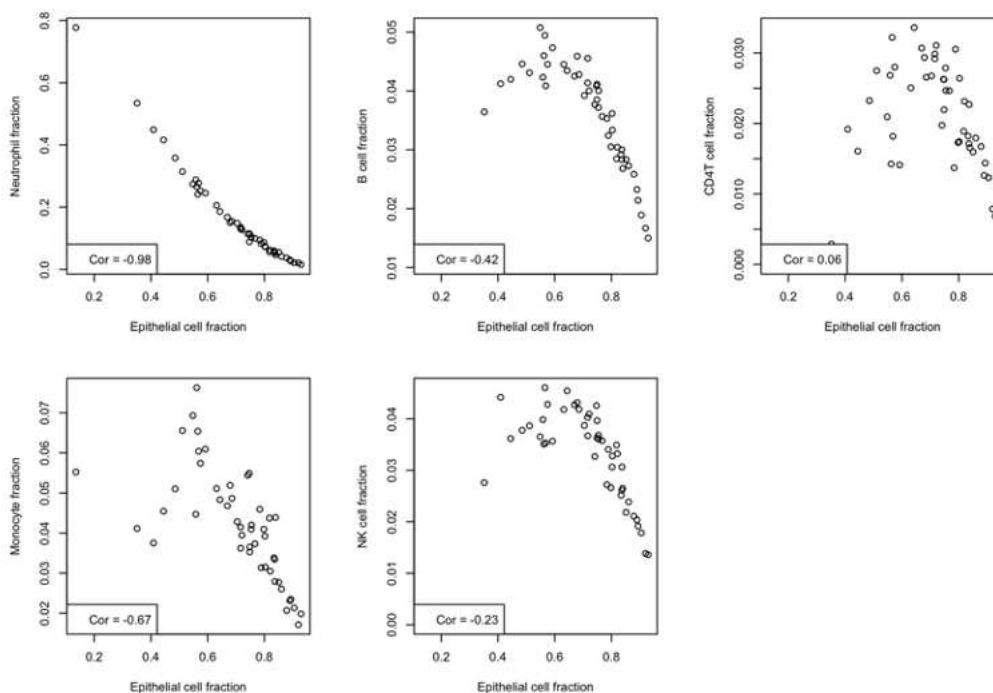 Neutrophil fraction
0.8
0.6
0.4
0.2
0.0
Cor = -0.98
0.2 0.4 0.6 0.8
Epithelial cell fraction
B cell fraction
0.05
0.04
0.03
0.02
0.01
Cor = -0.42
0.2 0.4 0.6 0.8
Epithelial cell fraction
CD4T cell fraction
0.030
0.020
0.010
0.000
Cor = 0.06
0.2 0.4 0.6 0.8
Epithelial cell fraction
Monocyte fraction
0.07
0.06
0.05
0.04
0.03
0.02
Cor = -0.67
0.2 0.4 0.6 0.8
Epithelial cell fraction
NK cell fraction
0.04
0.03
0.02
0.01
0.00
Cor = -0.23
0.2 0.4 0.6 0.8
Epithelial cell fraction